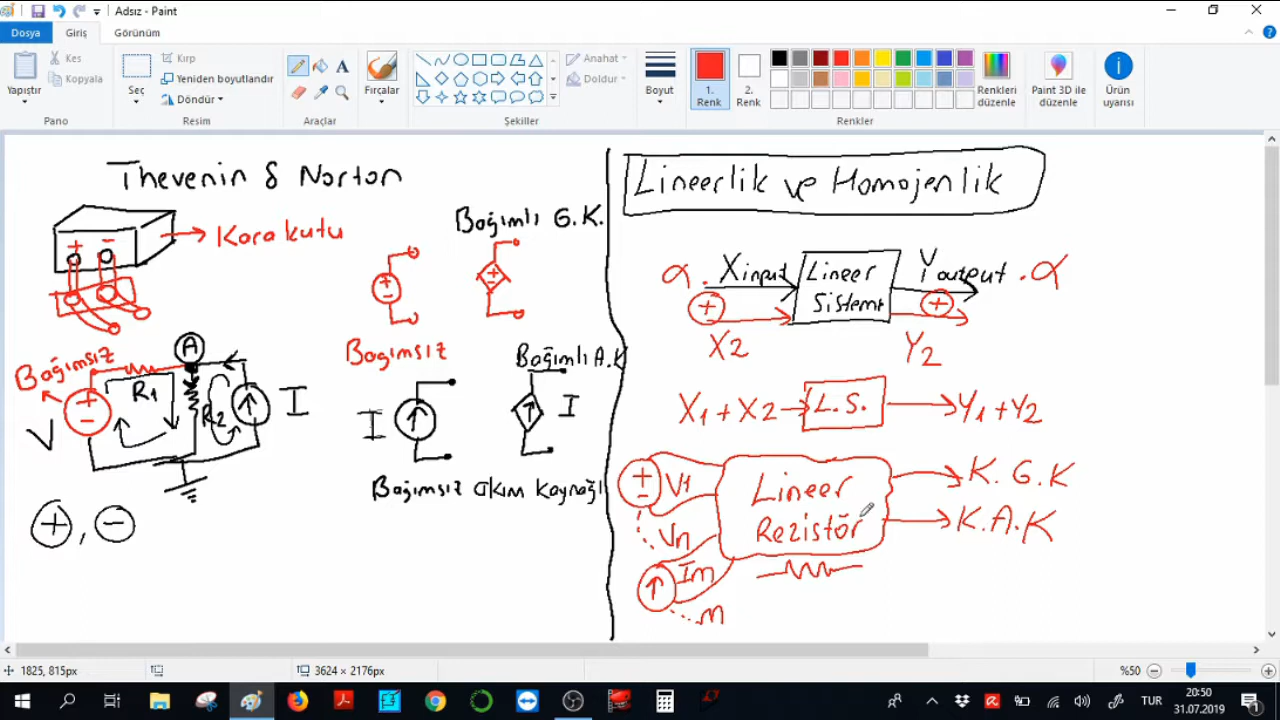 Adsız - Paint
Dosya
Giriş
Görünüm
Yapıştır
Kes
Kopyala
Pano
Seç
Kırp
Yeniden boyutlandır
Döndür
Resim
A
Araçlar
Fırçalar
Şekiller
Anahat
Doldur
Boyut
1. Renk
2. Renk
Renkler
Renkleri düzenle
Paint 3D ile düzenle
Ürün uyarısı
Thevenin & Norton
+ -
Kara kutu
Bağımlı G.K.
+
-
+
-
Bagımsız
Bağımlı A.K
I
I
Bağımsız akım kaynağı
Bağımsız
A
R1
R2
+
-
V
I
+ , -
Lineerlik ve Homojenlik
α . Xinput
Lineer Sistem
Youtput . α
+
+
X2
Y2
X1 + X2
L.S.
Y1 + Y2
+
-
V1
Lineer Rezistör
K.G.K
K.A.K
... Vn
Im
...m
1825, 815px
3624 × 2176px
%50
TUR
20:50
31.07.2019
1